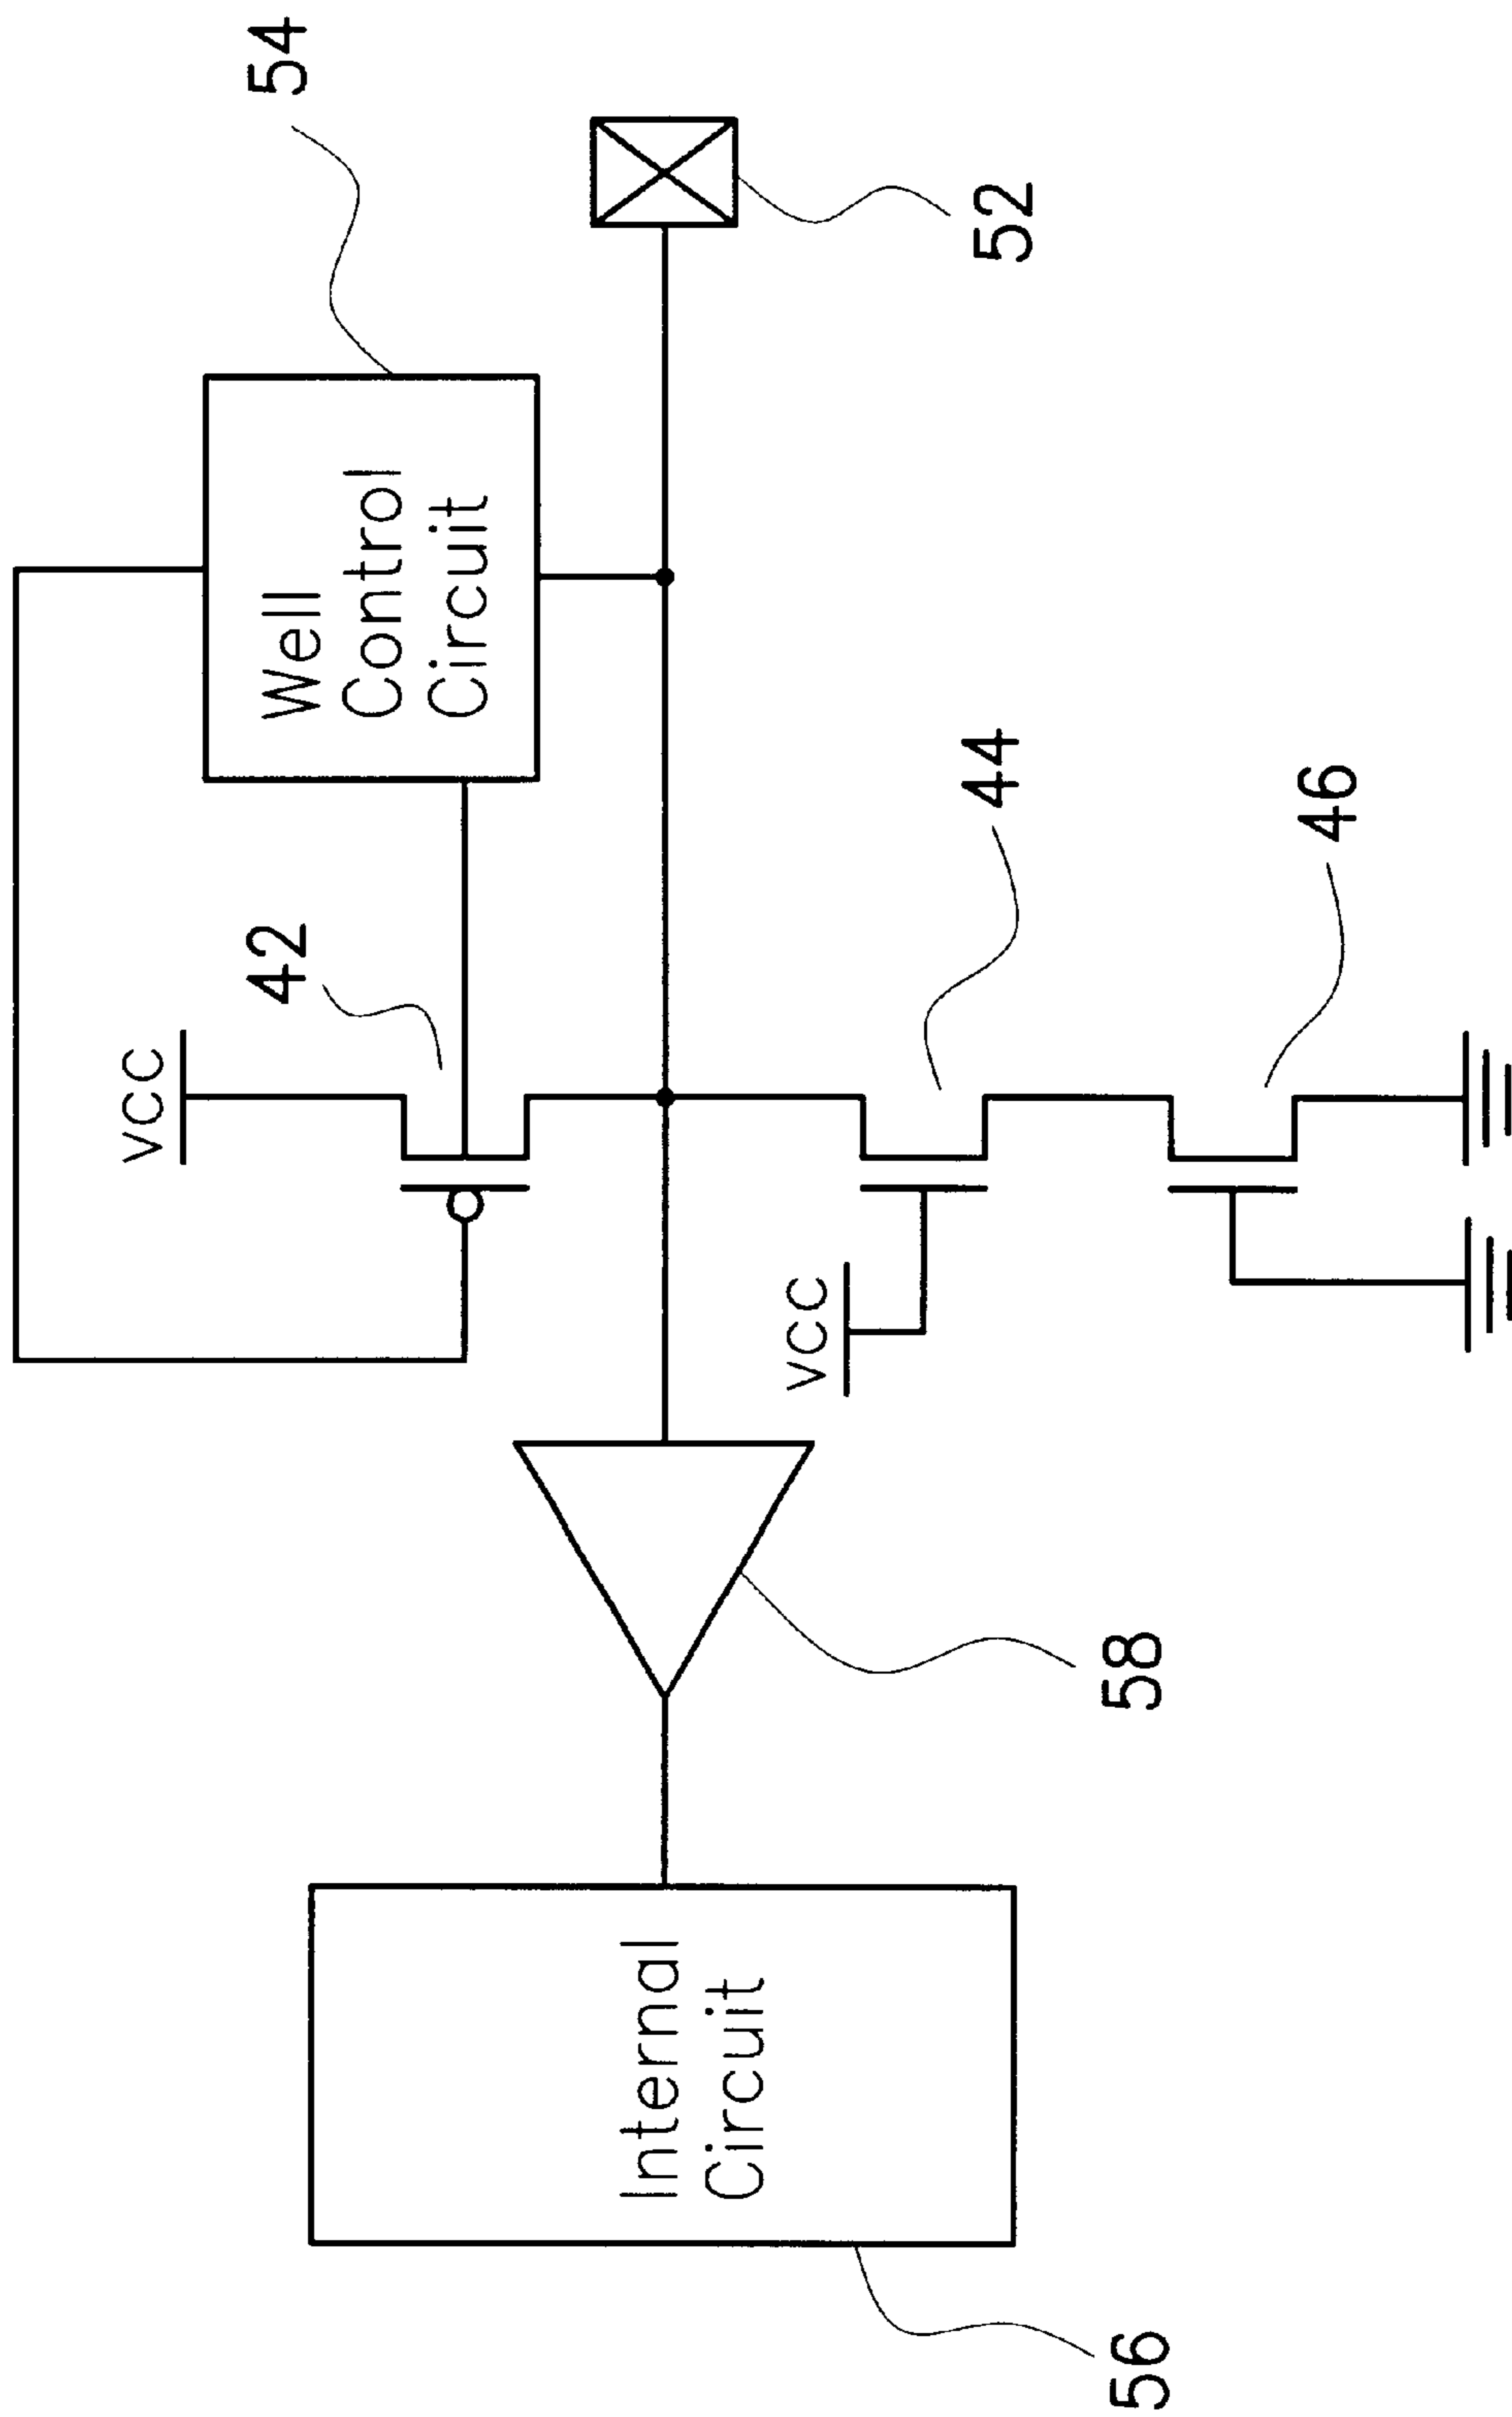 Internal
Circuit
56
58
VCC
42
VCC
44
46
Well
Control
Circuit
54
52